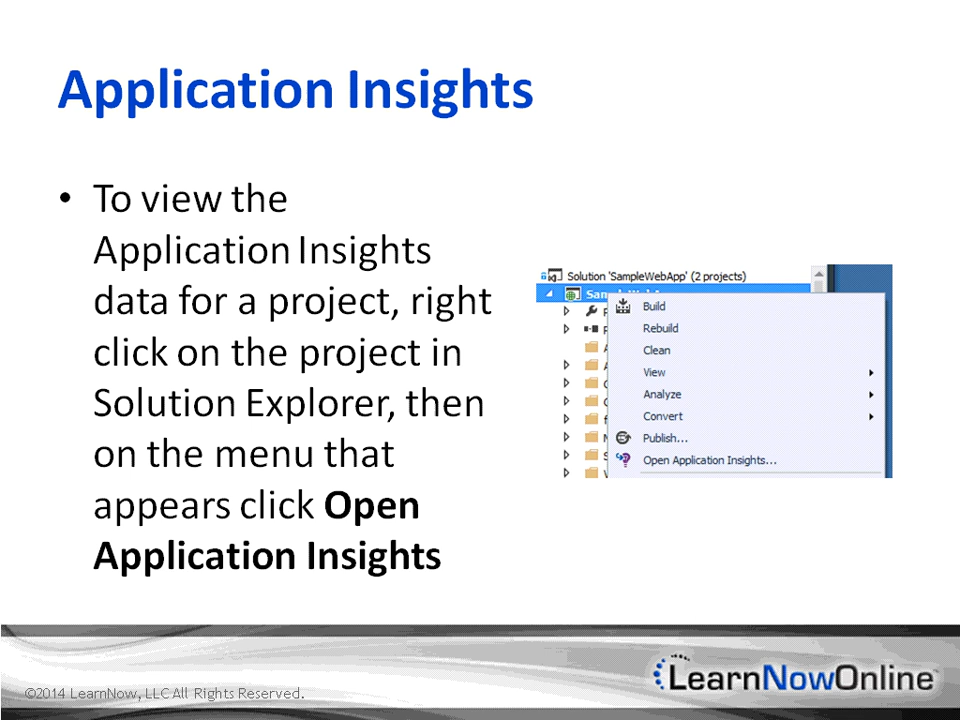 Application Insights
• To view the
Application Insights
data for a project, right
click on the project in
Solution Explorer, then
on the menu that
appears click Open
Application Insights
Solution 'SampleWebApp' (2 projects)
Build
Rebuild
Clean
View
Analyze
Convert
Publish...
Open Application Insights...
©2014 LearnNow, LLC All Rights Reserved.
LearnNowOnline